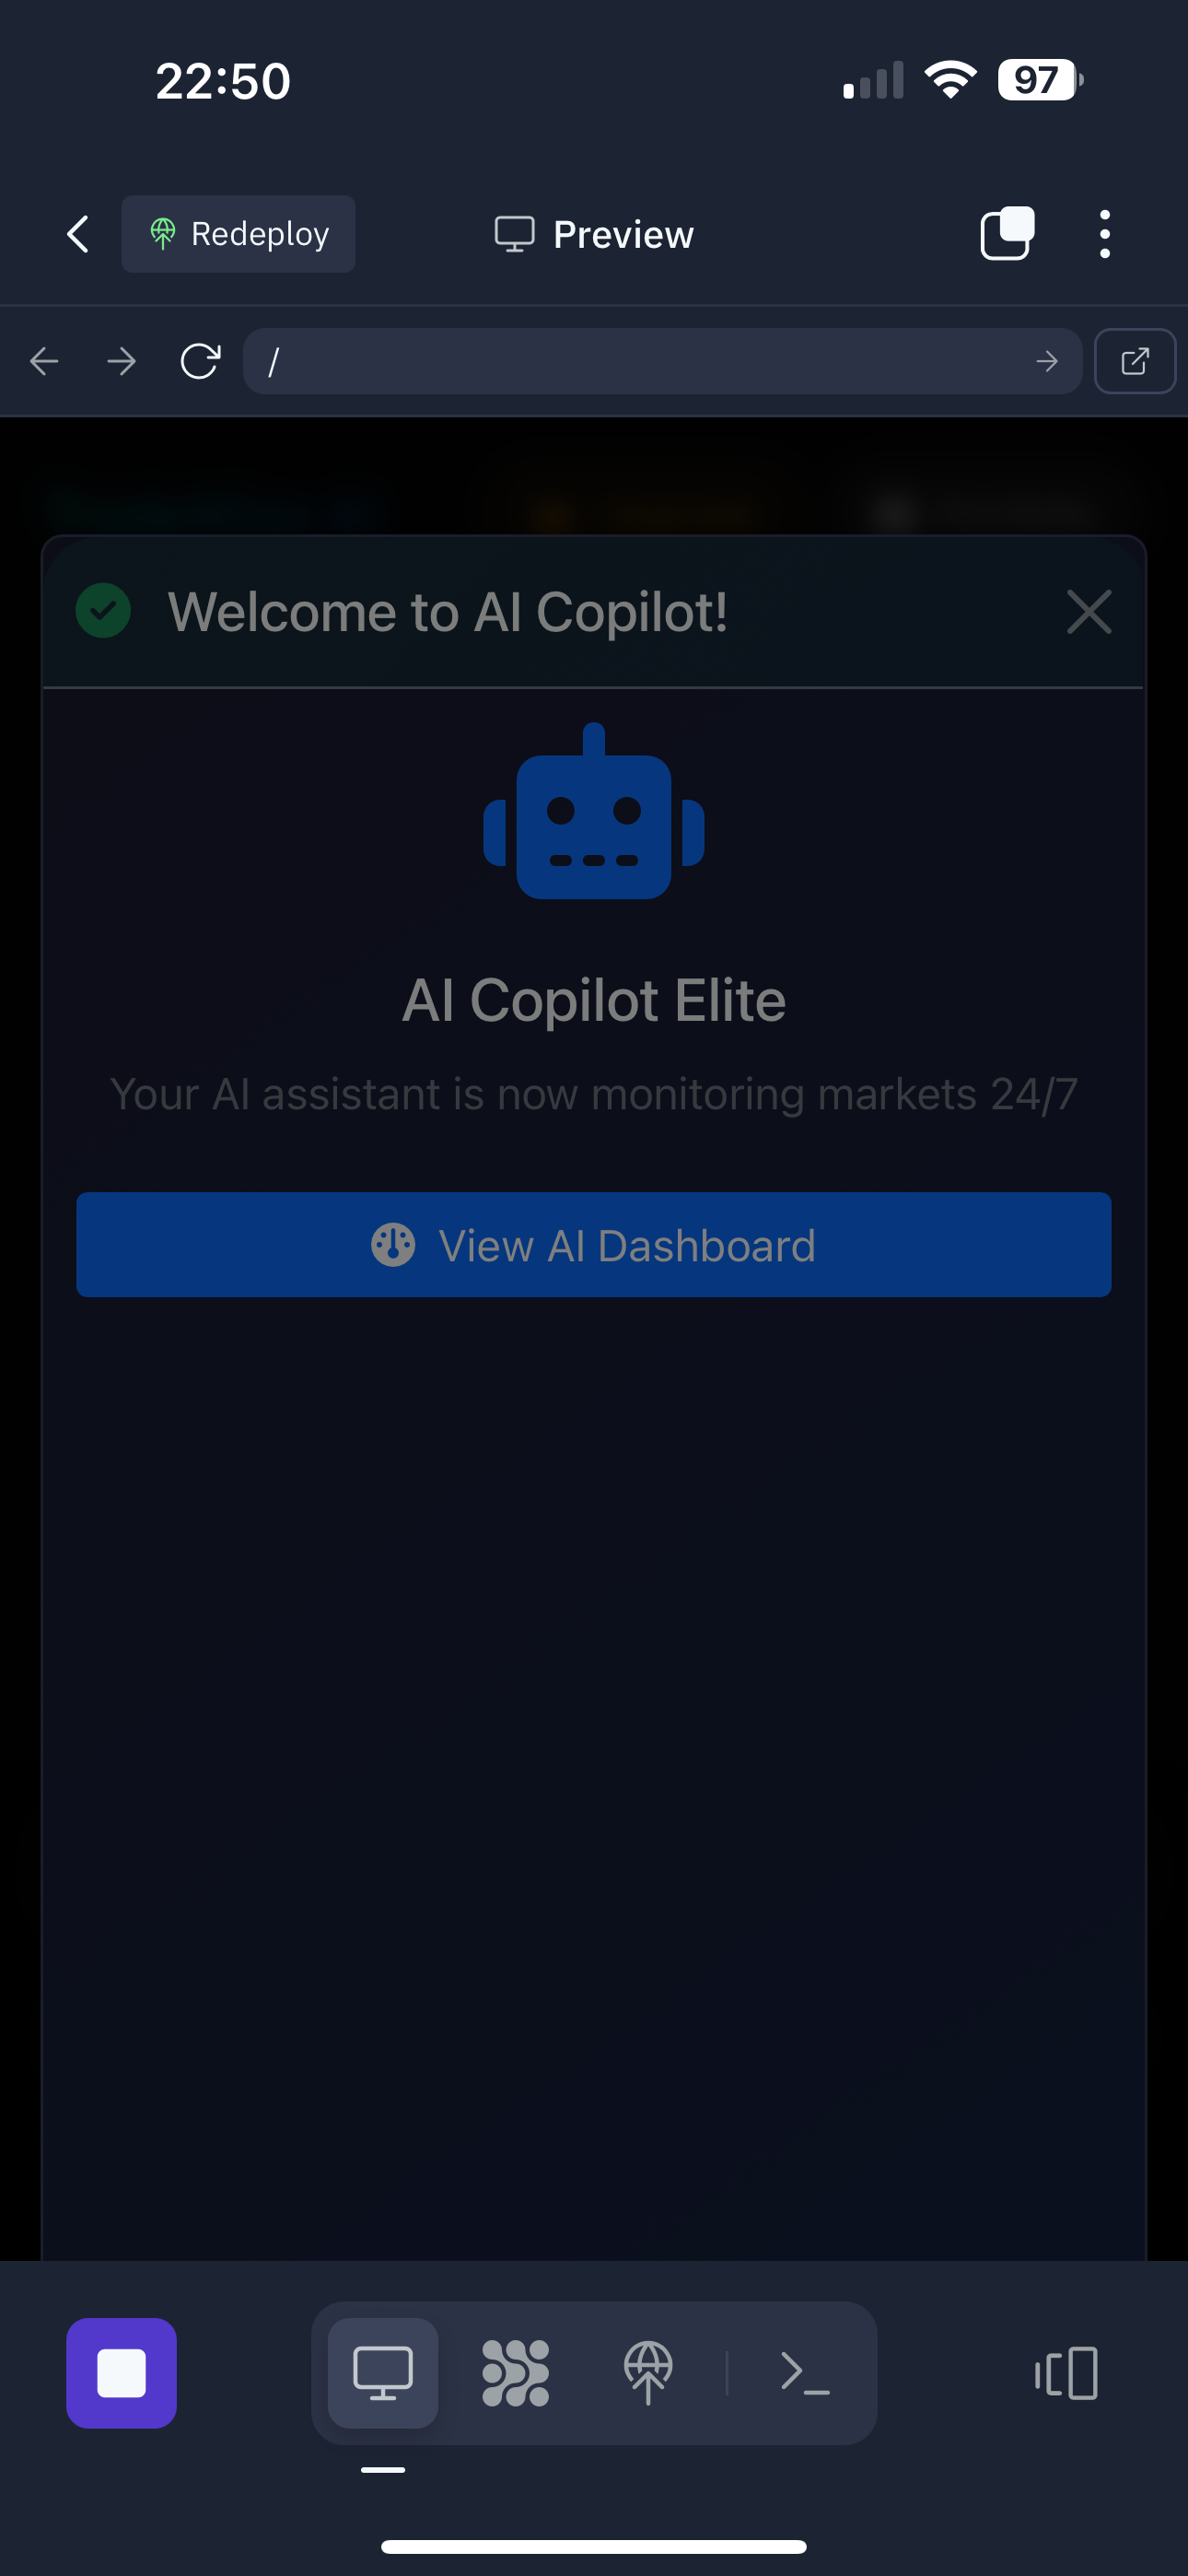 22:50
97
Redeploy
Preview
/
Welcome to AI Copilot!
AI Copilot Elite
Your AI assistant is now monitoring markets 24/7
View AI Dashboard